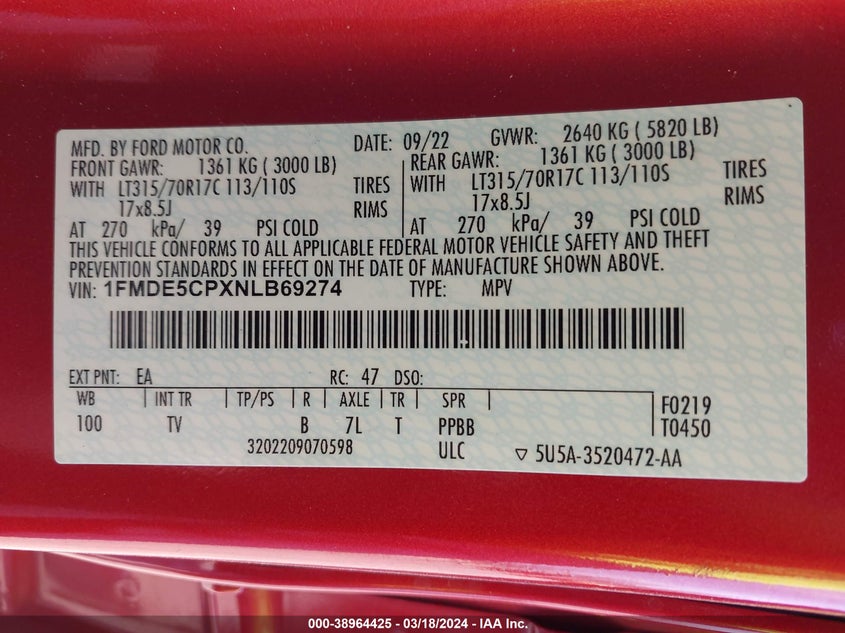 MFD. BY FORD MOTOR CO. DATE: 09/22 GVWR: 2640 KG ( 5820 LB)
FRONT GAWR: 1361 KG ( 3000 LB) REAR GAWR: 1361 KG ( 3000 LB)
WITH LT315/70R17C 113/110S TIRES WITH LT315/70R17C 113/110S TIRES
17x8.5J RIMS 17x8.5J RIMS
AT 270 kPa/ 39 PSI COLD AT 270 kPa/ 39 PSI COLD
THIS VEHICLE CONFORMS TO ALL APPLICABLE FEDERAL MOTOR VEHICLE SAFETY AND THEFT
PREVENTION STANDARDS IN EFFECT ON THE DATE OF MANUFACTURE SHOWN ABOVE.
VIN: 1FMDE5CPXNLB69274 TYPE: MPV
EXT PNT: EA RC: 47 DSO:
WB INT TR TP/PS R AXLE TR SPR F0219
100 TV B 7L T PPBB T0450
3202209070598 ULC ▽ 5U5A-3520472-AA
000-38964425 - 03/18/2024 - IAA Inc.